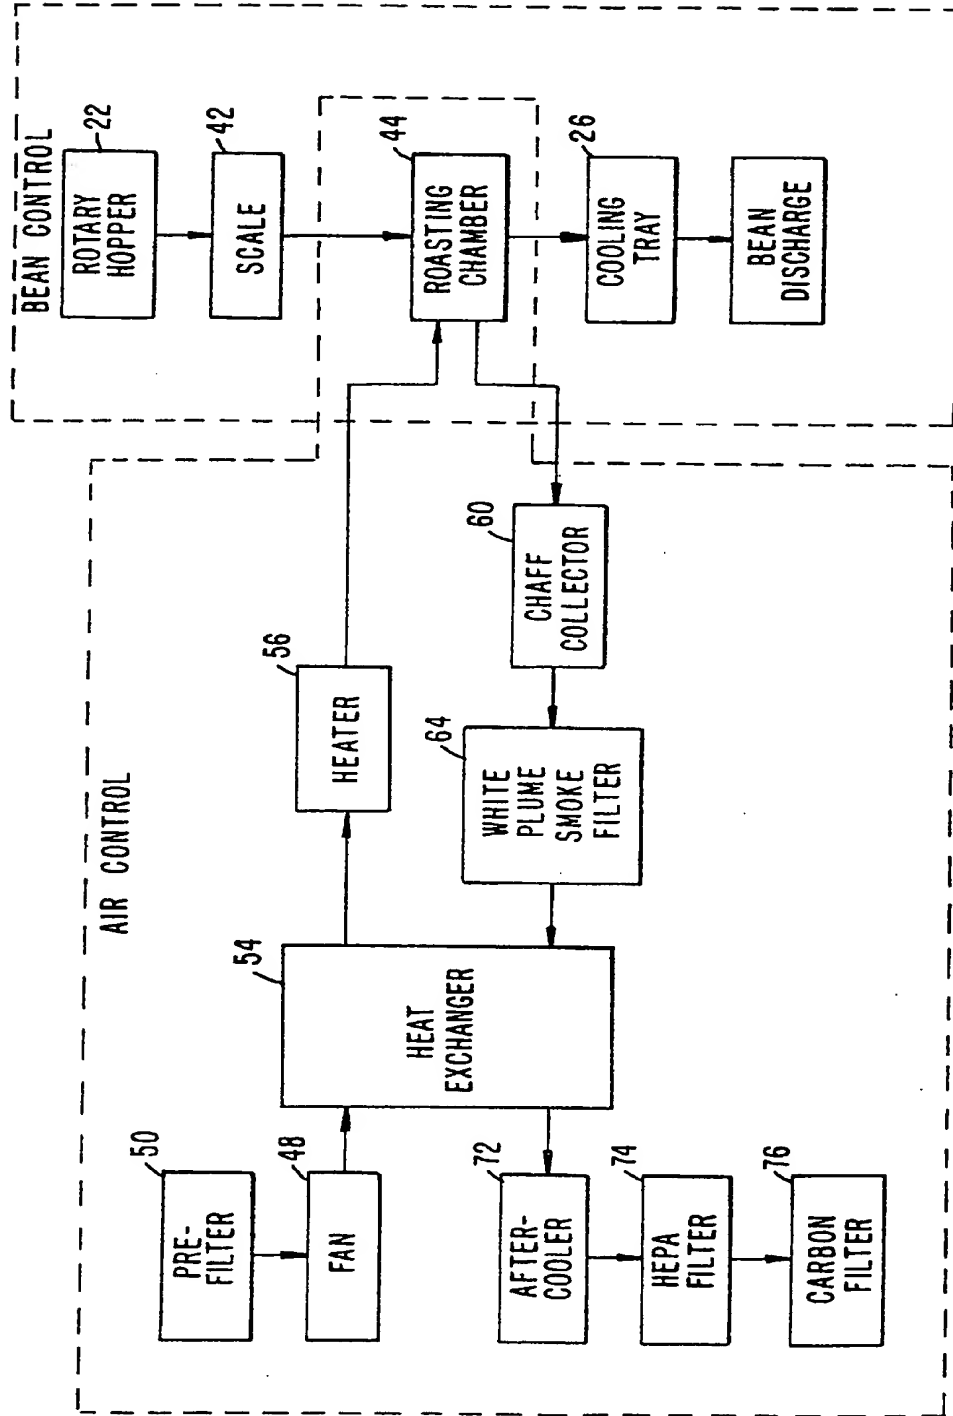 BEAN CONTROL
22
ROTARY
HOPPER
42
SCALE
44
ROASTING
CHAMBER
26
COOLING
TRAY
BEAN
DISCHARGE
AIR CONTROL
50
PRE-
FILTER
48
FAN
54
HEAT
EXCHANGER
56
HEATER
60
CHAFF
COLLECTOR
64
WHITE
PLUME
SMOKE
FILTER
72
AFTER-
COOLER
74
HEPA
FILTER
76
CARBON
FILTER